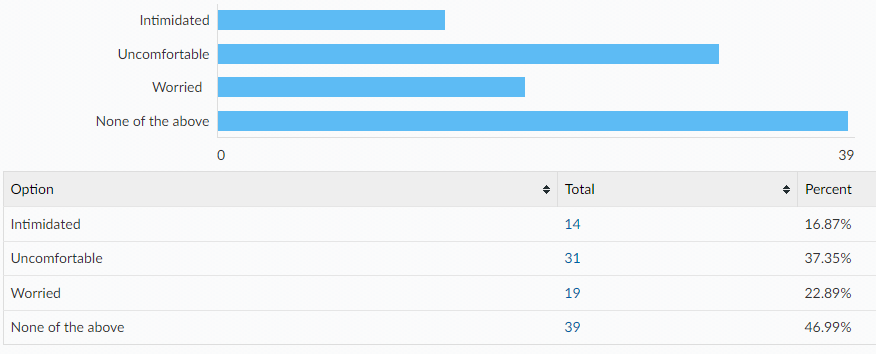 Intimidated
Uncomfortable
Worried
None of the above
0 39
Option Total Percent
Intimidated 14 16.87%
Uncomfortable 31 37.35%
Worried 19 22.89%
None of the above 39 46.99%